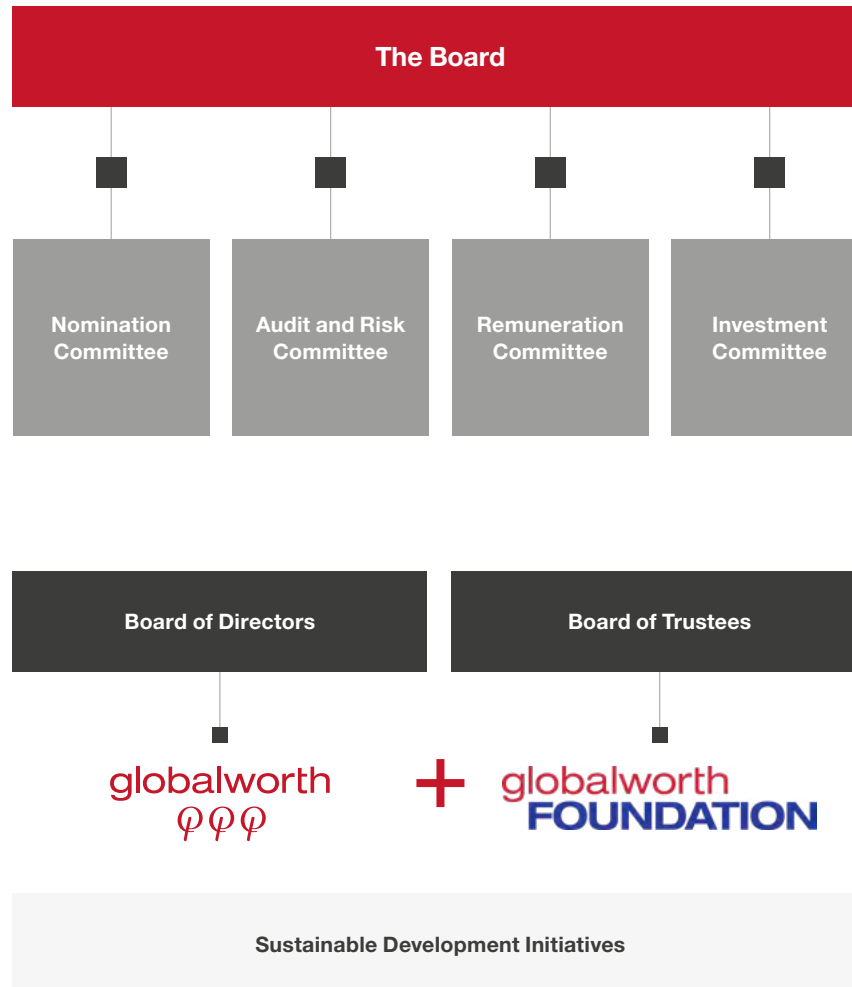 The Board
Nomination
Committee
Audit and Risk
Committee
Remuneration
Committee
Investment
Committee
Board of Directors
Board of Trustees
globalworth
φφφ
+
globalworth
FOUNDATION
Sustainable Development Initiatives